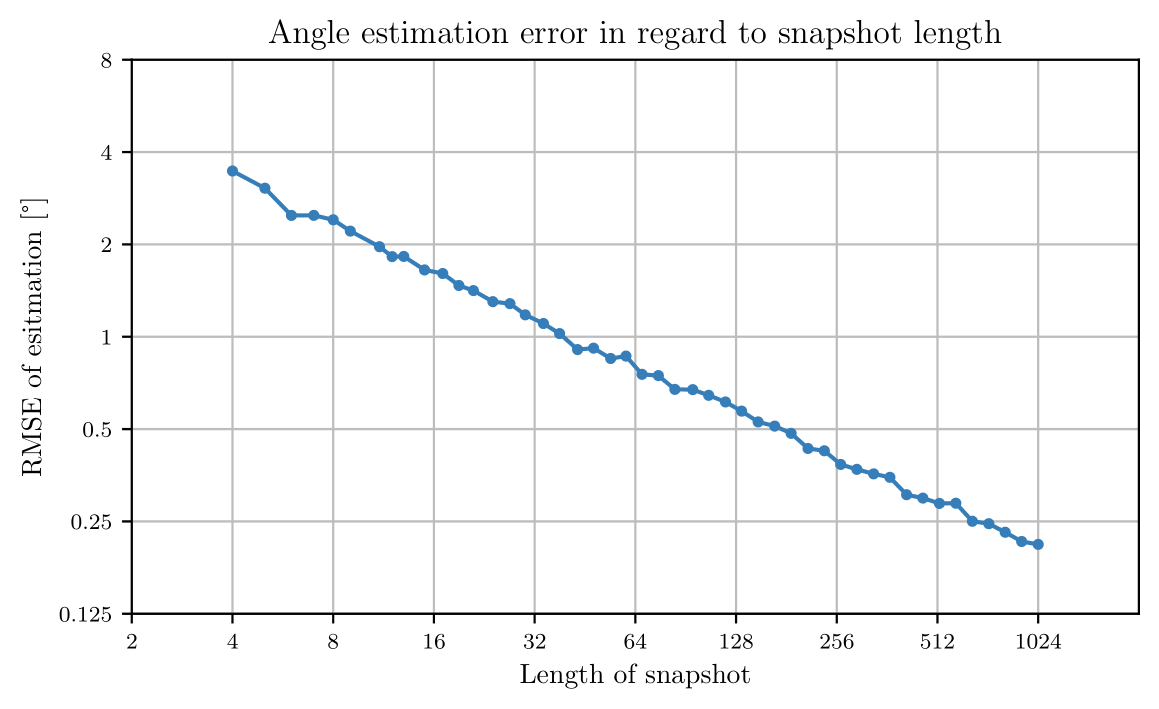 Angle estimation error in regard to snapshot length
8
4
2
1
0.5
0.25
0.125
RMSE of esitmation [°]
2 4 8 16 32 64 128 256 512 1024
Length of snapshot